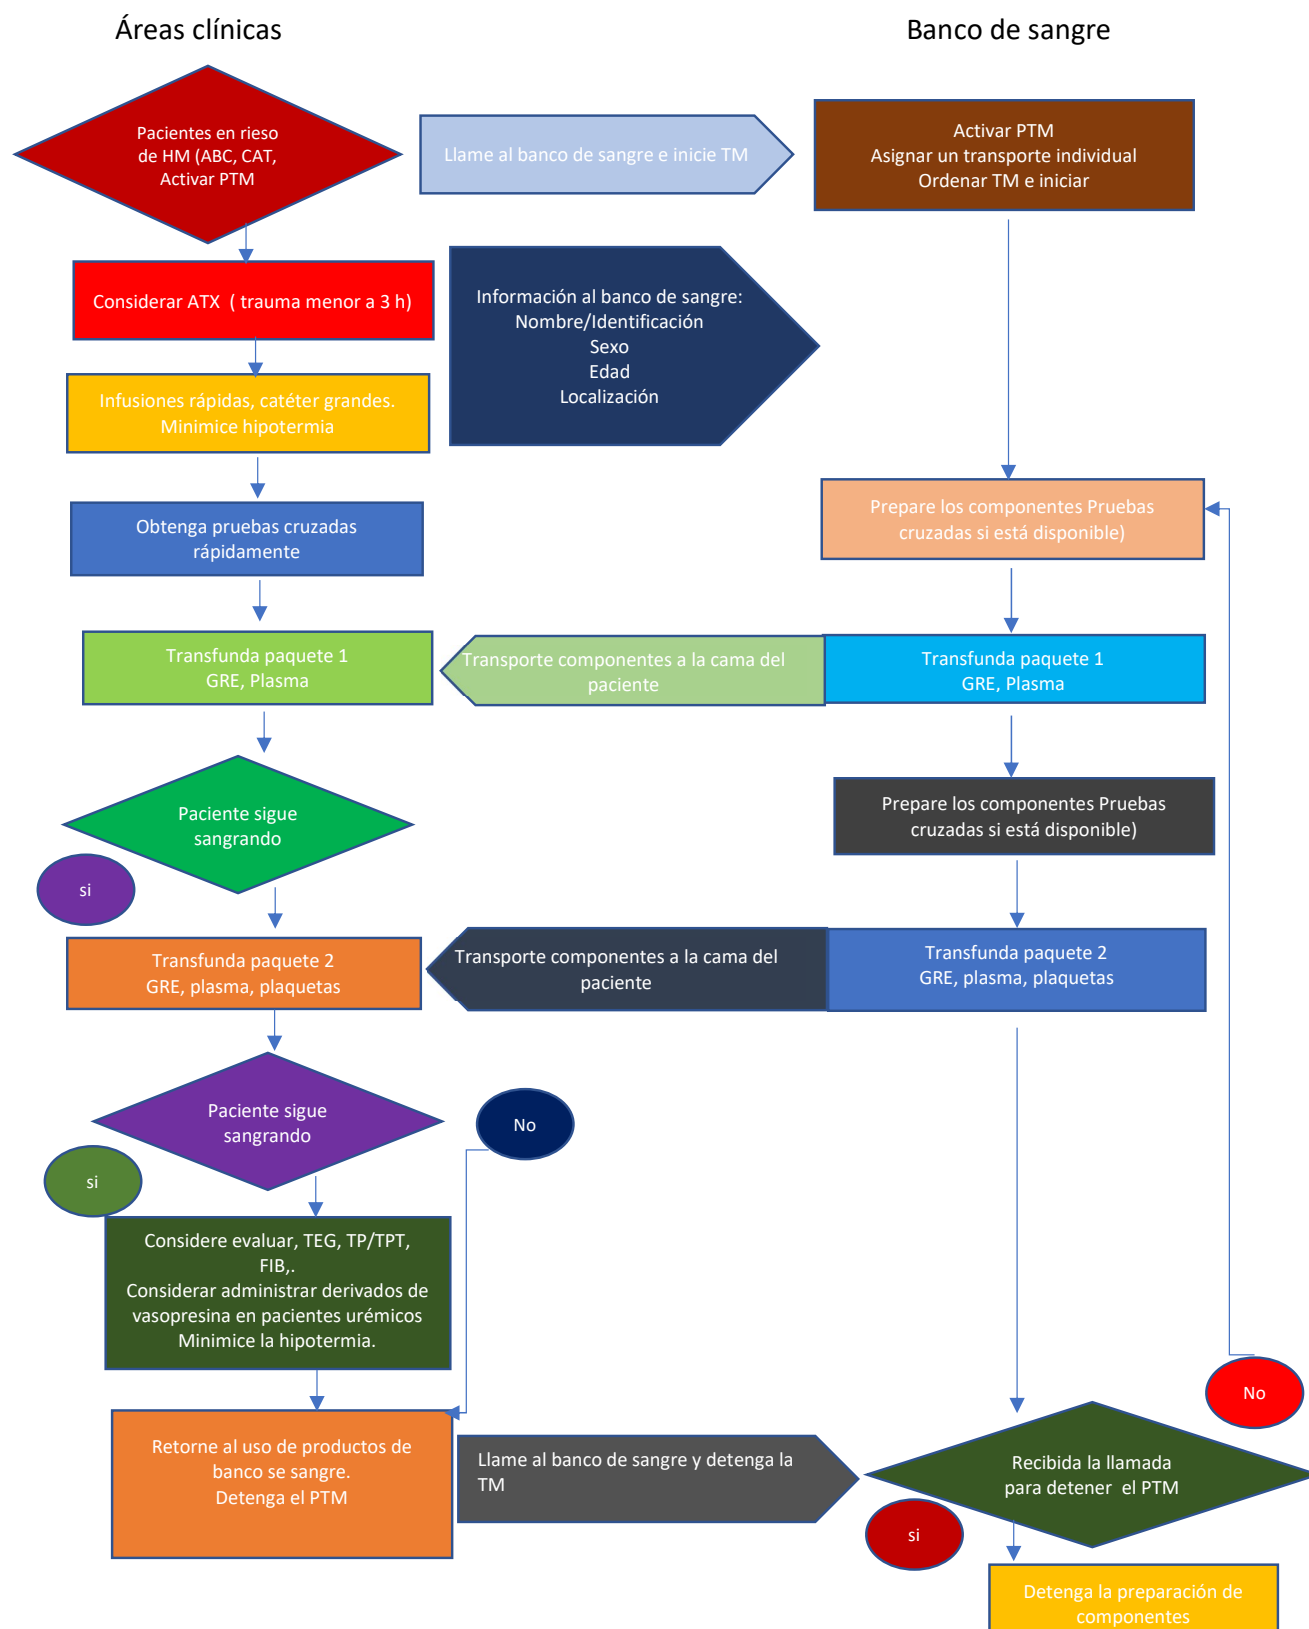 Áreas clínicas
Banco de sangre
Pacientes en rieso
de HM (ABC, CAT,
Activar PTM
Llame al banco de sangre e inicie TM
Activar PTM
Asignar un transporte individual
Ordenar TM e iniciar
Considerar ATX ( trauma menor a 3 h)
Información al banco de sangre:
Nombre/Identificación
Sexo
Edad
Localización
Infusiones rápidas, catéter grandes.
Minimice hipotermia
Obtenga pruebas cruzadas
rápidamente
Prepare los componentes Pruebas
cruzadas si está disponible)
Transfunda paquete 1
GRE, Plasma
Transporte componentes a la cama del
paciente
Transfunda paquete 1
GRE, Plasma
Paciente sigue
sangrando
si
Prepare los componentes Pruebas
cruzadas si está disponible)
Transfunda paquete 2
GRE, plasma, plaquetas
Transporte componentes a la cama del
paciente
Transfunda paquete 2
GRE, plasma, plaquetas
Paciente sigue
sangrando
No
si
Considere evaluar, TEG, TP/TPT,
FIB,.
Considerar administrar derivados de
vasopresina en pacientes urémicos
Minimice la hipotermia.
No
Retorne al uso de productos de
banco se sangre.
Detenga el PTM
Llame al banco de sangre y detenga la
TM
Recibida la llamada
para detener el PTM
si
Detenga la preparación de
componentes